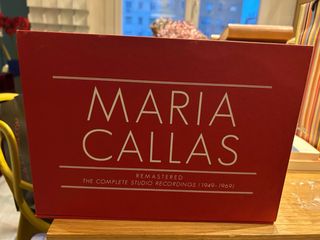 MARIA
CALLAS
REMASTERED
THE COMPLETE STUDIO RECORDINGS (1949-1969)